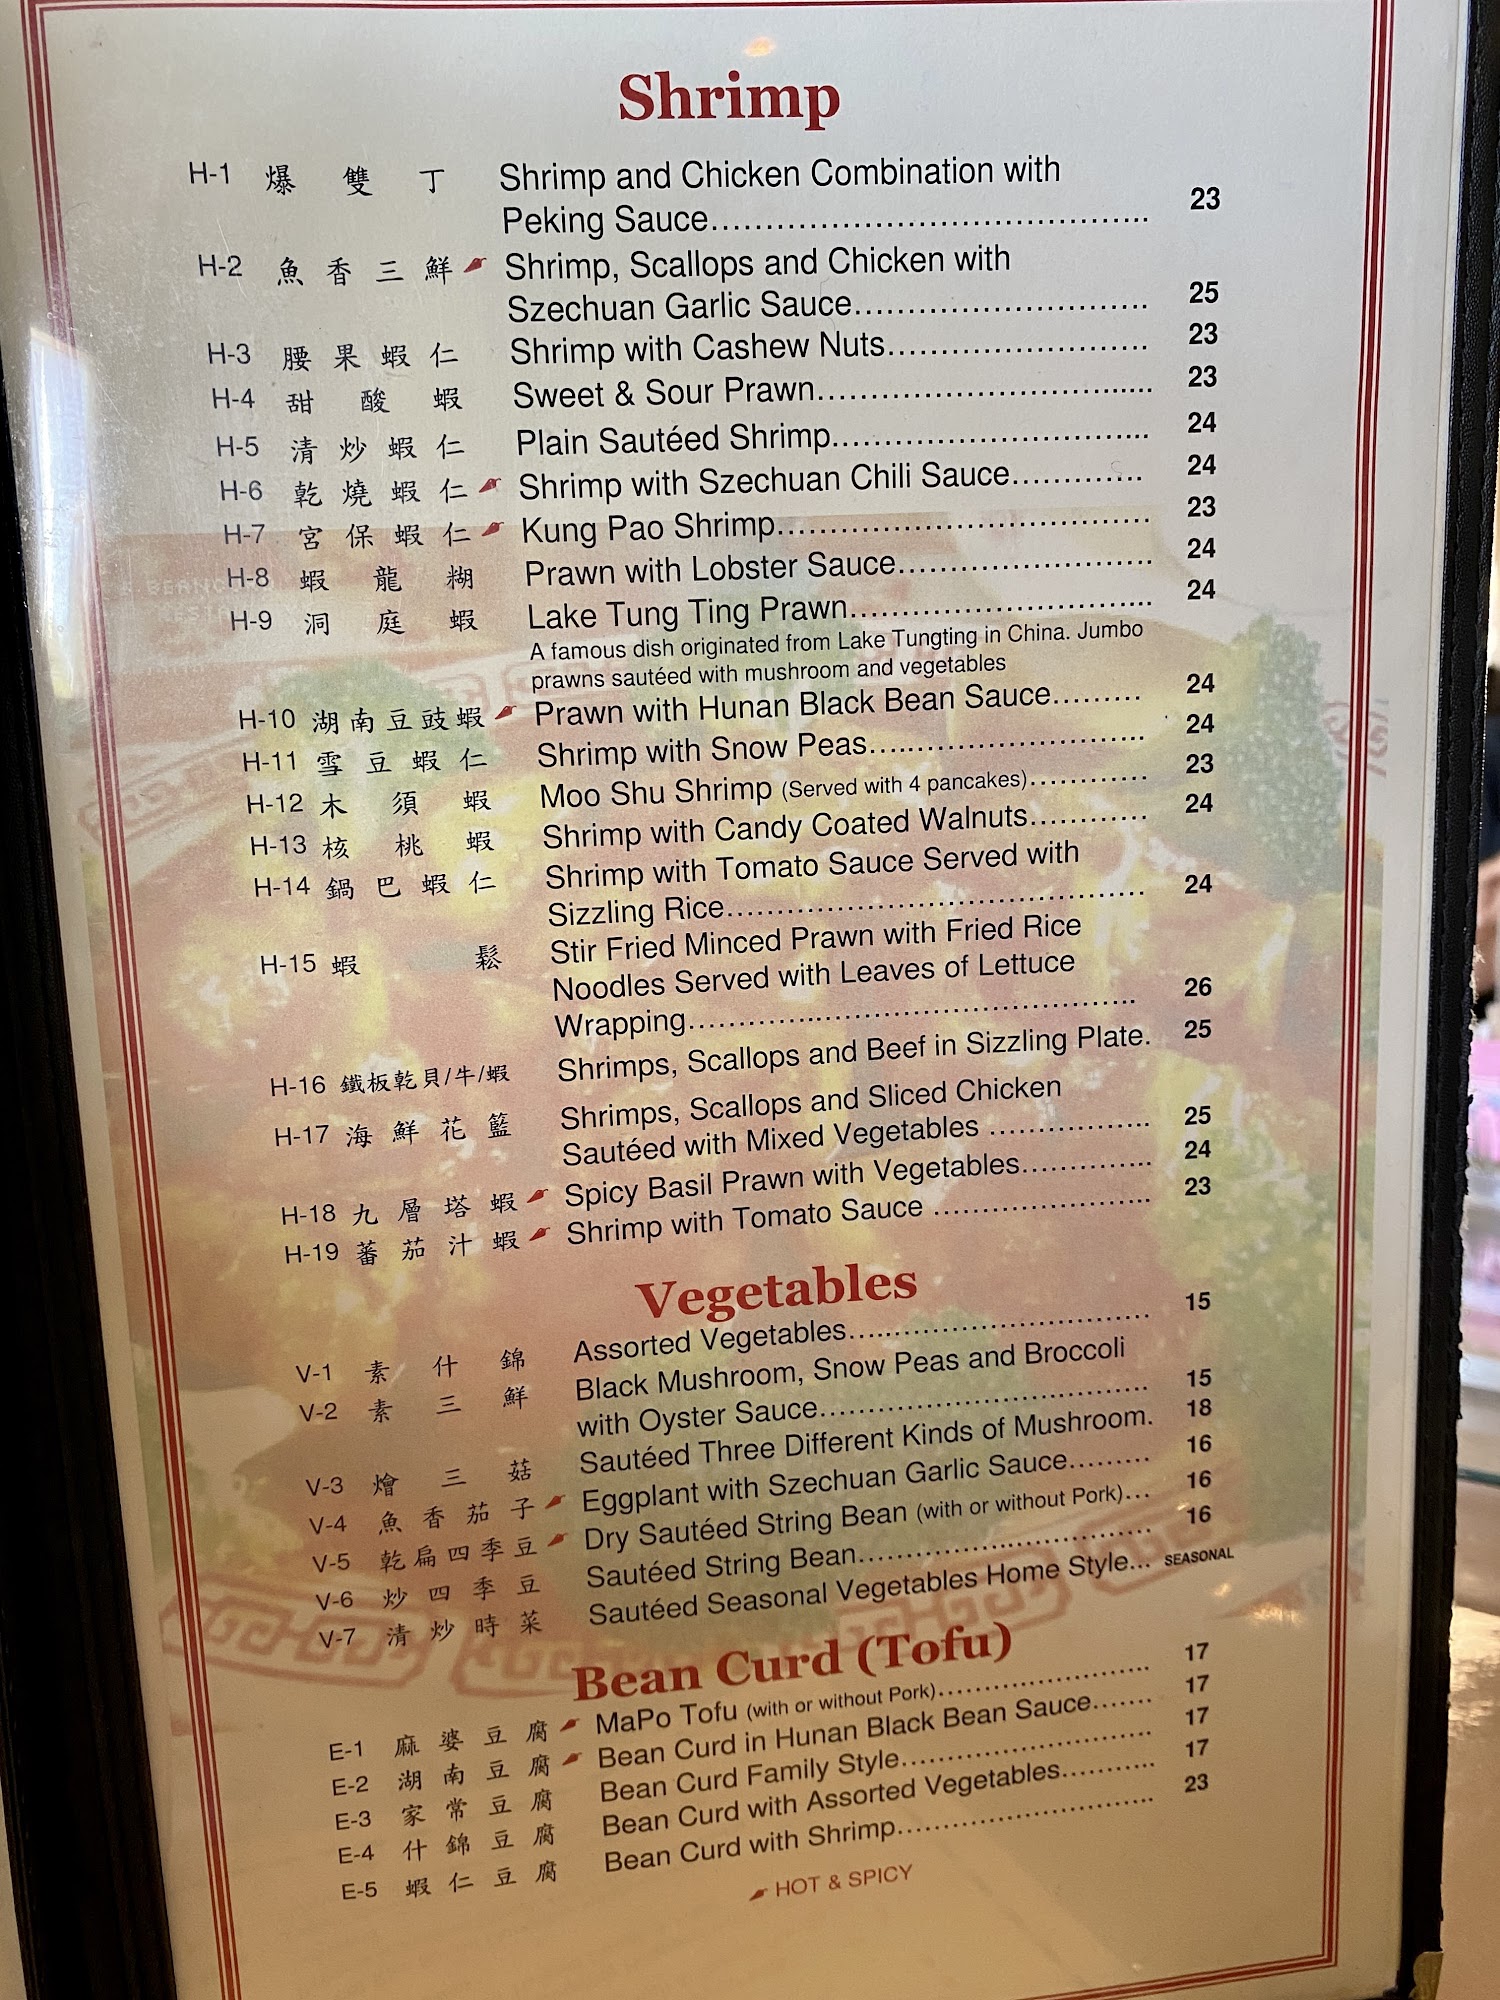 Shrimp
H-1 爆雙丁 Shrimp and Chicken Combination with
Peking Sauce 23
H-2 魚香三鮮 Shrimp, Scallops and Chicken with
Szechuan Garlic Sauce 25
H-3 腰果蝦仁 Shrimp with Cashew Nuts 23
H-4 甜酸蝦 Sweet & Sour Prawn 23
H-5 清炒蝦仁 Plain Sautéed Shrimp 24
H-6 乾燒蝦仁 Shrimp with Szechuan Chili Sauce 24
H-7 宮保蝦仁 Kung Pao Shrimp 23
H-8 蝦龍糊 Prawn with Lobster Sauce 24
H-9 洞庭蝦 Lake Tung Ting Prawn 24
A famous dish originated from Lake Tungting in China. Jumbo
prawns sautéed with mushroom and vegetables
H-10 湖南豆豉蝦 Prawn with Hunan Black Bean Sauce 24
H-11 雪豆蝦仁 Shrimp with Snow Peas 24
H-12 木須蝦 Moo Shu Shrimp (Served with 4 pancakes) 23
H-13 核桃蝦 Shrimp with Candy Coated Walnuts 24
H-14 鍋巴蝦仁 Shrimp with Tomato Sauce Served with
Sizzling Rice 24
H-15 蝦鬆 Stir Fried Minced Prawn with Fried Rice
Noodles Served with Leaves of Lettuce
Wrapping 26
H-16 鐵板乾貝/牛/蝦 Shrimps, Scallops and Beef in Sizzling Plate. 25
H-17 海鮮花籃 Shrimps, Scallops and Sliced Chicken
Sautéed with Mixed Vegetables 25
H-18 九層塔蝦 Spicy Basil Prawn with Vegetables 24
H-19 蕃茄汁蝦 Shrimp with Tomato Sauce 23
Vegetables
V-1 素什錦 Assorted Vegetables 15
V-2 素三鮮 Black Mushroom, Snow Peas and Broccoli
with Oyster Sauce 15
V-3 燴三菇 Sautéed Three Different Kinds of Mushroom. 18
V-4 魚香茄子 Eggplant with Szechuan Garlic Sauce 16
V-5 乾扁四季豆 Dry Sautéed String Bean (with or without Pork) 16
V-6 炒四季豆 Sautéed String Bean 16
V-7 清炒時菜 Sautéed Seasonal Vegetables Home Style... SEASONAL
Bean Curd (Tofu)
E-1 麻婆豆腐 MaPo Tofu (with or without Pork) 17
E-2 湖南豆腐 Bean Curd in Hunan Black Bean Sauce 17
E-3 家常豆腐 Bean Curd Family Style 17
E-4 什錦豆腐 Bean Curd with Assorted Vegetables 17
E-5 蝦仁豆腐 Bean Curd with Shrimp 23
HOT & SPICY